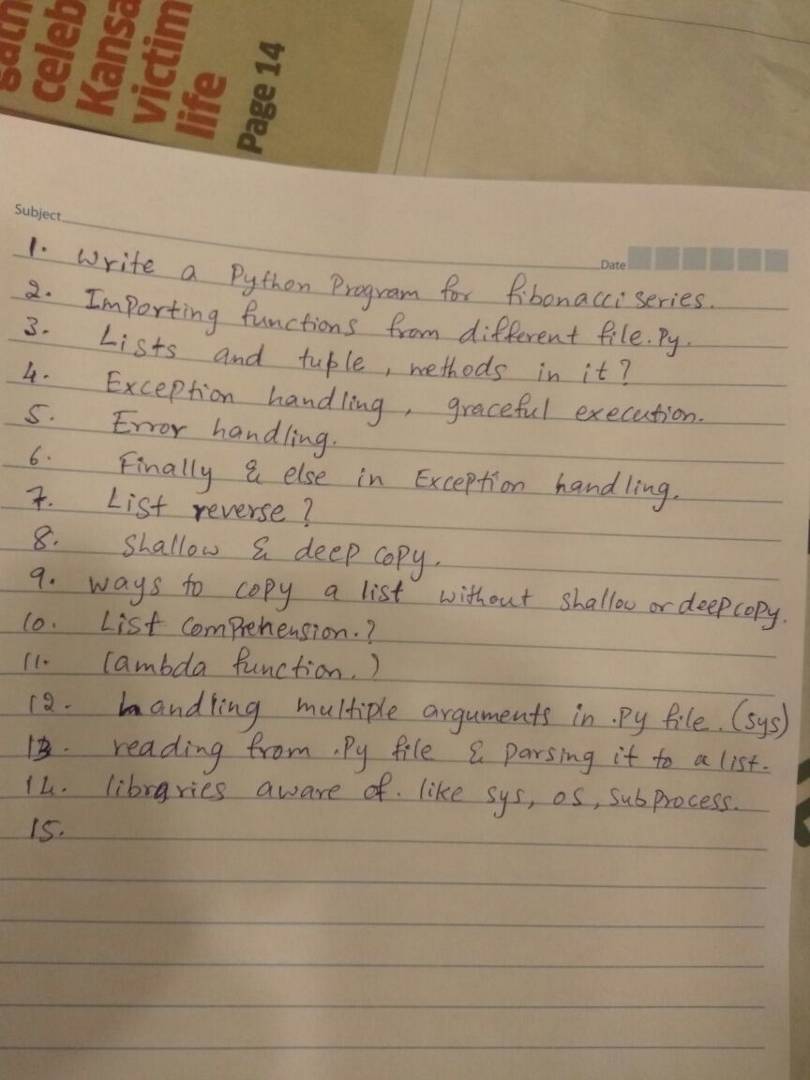 celeb
Kansa
victim
life
Page 14
Subject
Date
1. Write a Python Program for fibonacci series.
2. Importing functions from different file.Py.
3. Lists and tuple, methods in it?
4. Exception handling, graceful execution.
5. Error handling.
6. Finally & else in Exception handling.
7. List reverse?
8. Shallow & deep copy.
9. ways to copy a list without shallow or deepcopy.
10. List Comprehension.?
11. lambda function.)
12. handling multiple arguments in .Py file. (sys)
13. reading from .Py file & parsing it to a list.
14. libraries aware of. like sys, os, SubProcess.
15.